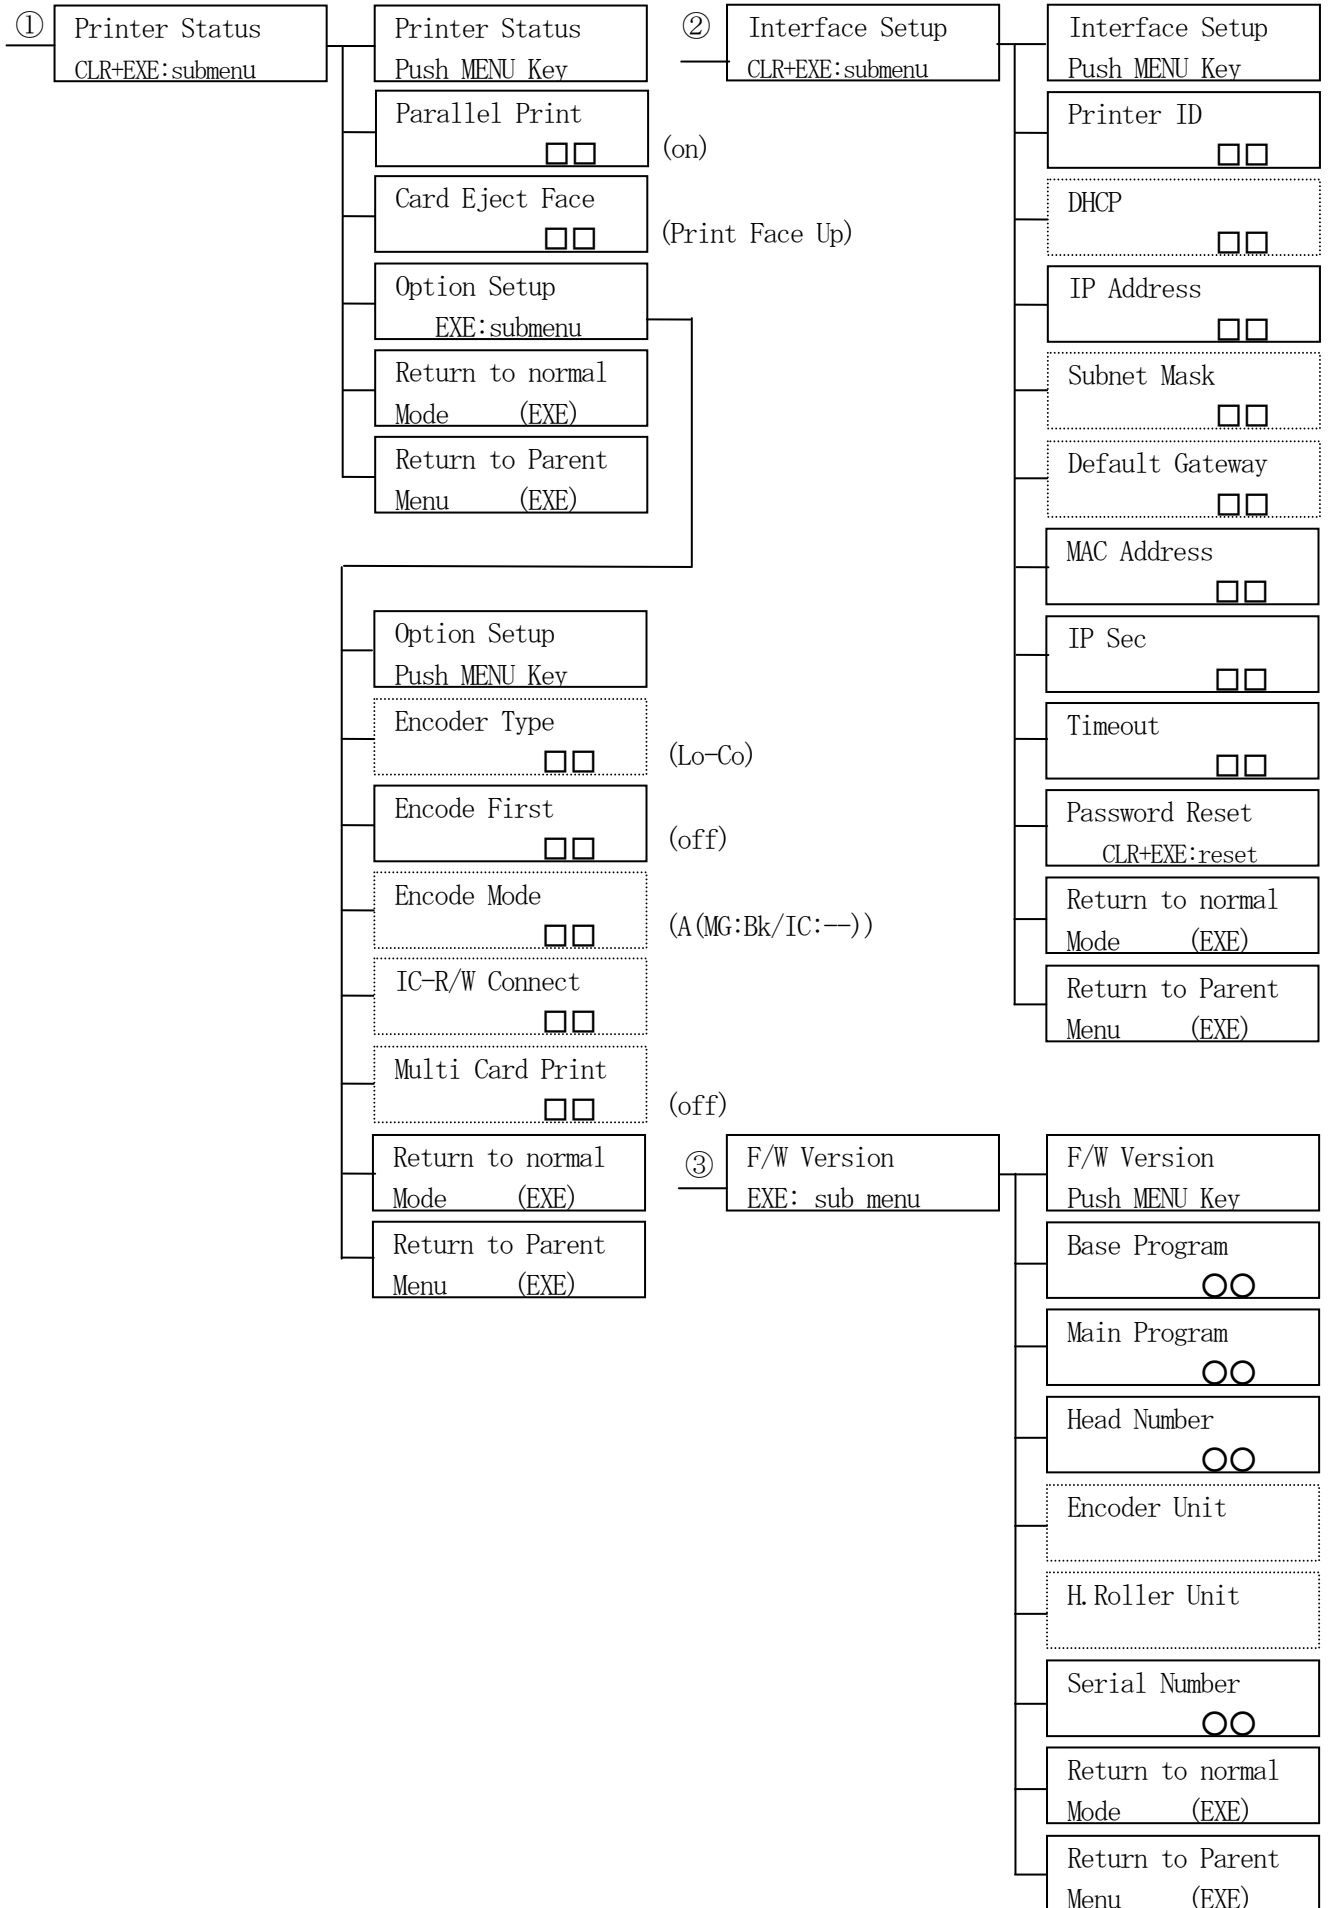 ①
Printer Status
CLR+EXE:submenu
Printer Status
Push MENU Key
Parallel Print
□□
(on)
Card Eject Face
□□
(Print Face Up)
Option Setup
EXE:submenu
Return to normal
Mode (EXE)
Return to Parent
Menu (EXE)
Option Setup
Push MENU Key
Encoder Type
□□
(Lo-Co)
Encode First
□□
(off)
Encode Mode
□□
(A(MG:Bk/IC:--))
IC-R/W Connect
□□
Multi Card Print
□□
(off)
Return to normal
Mode (EXE)
Return to Parent
Menu (EXE)
②
Interface Setup
CLR+EXE:submenu
Interface Setup
Push MENU Key
Printer ID
□□
DHCP
□□
IP Address
□□
Subnet Mask
□□
Default Gateway
□□
MAC Address
□□
IP Sec
□□
Timeout
□□
Password Reset
CLR+EXE:reset
Return to normal
Mode (EXE)
Return to Parent
Menu (EXE)
③
F/W Version
EXE: sub menu
F/W Version
Push MENU Key
Base Program
○○
Main Program
○○
Head Number
○○
Encoder Unit
H.Roller Unit
Serial Number
○○
Return to normal
Mode (EXE)
Return to Parent
Menu (EXE)